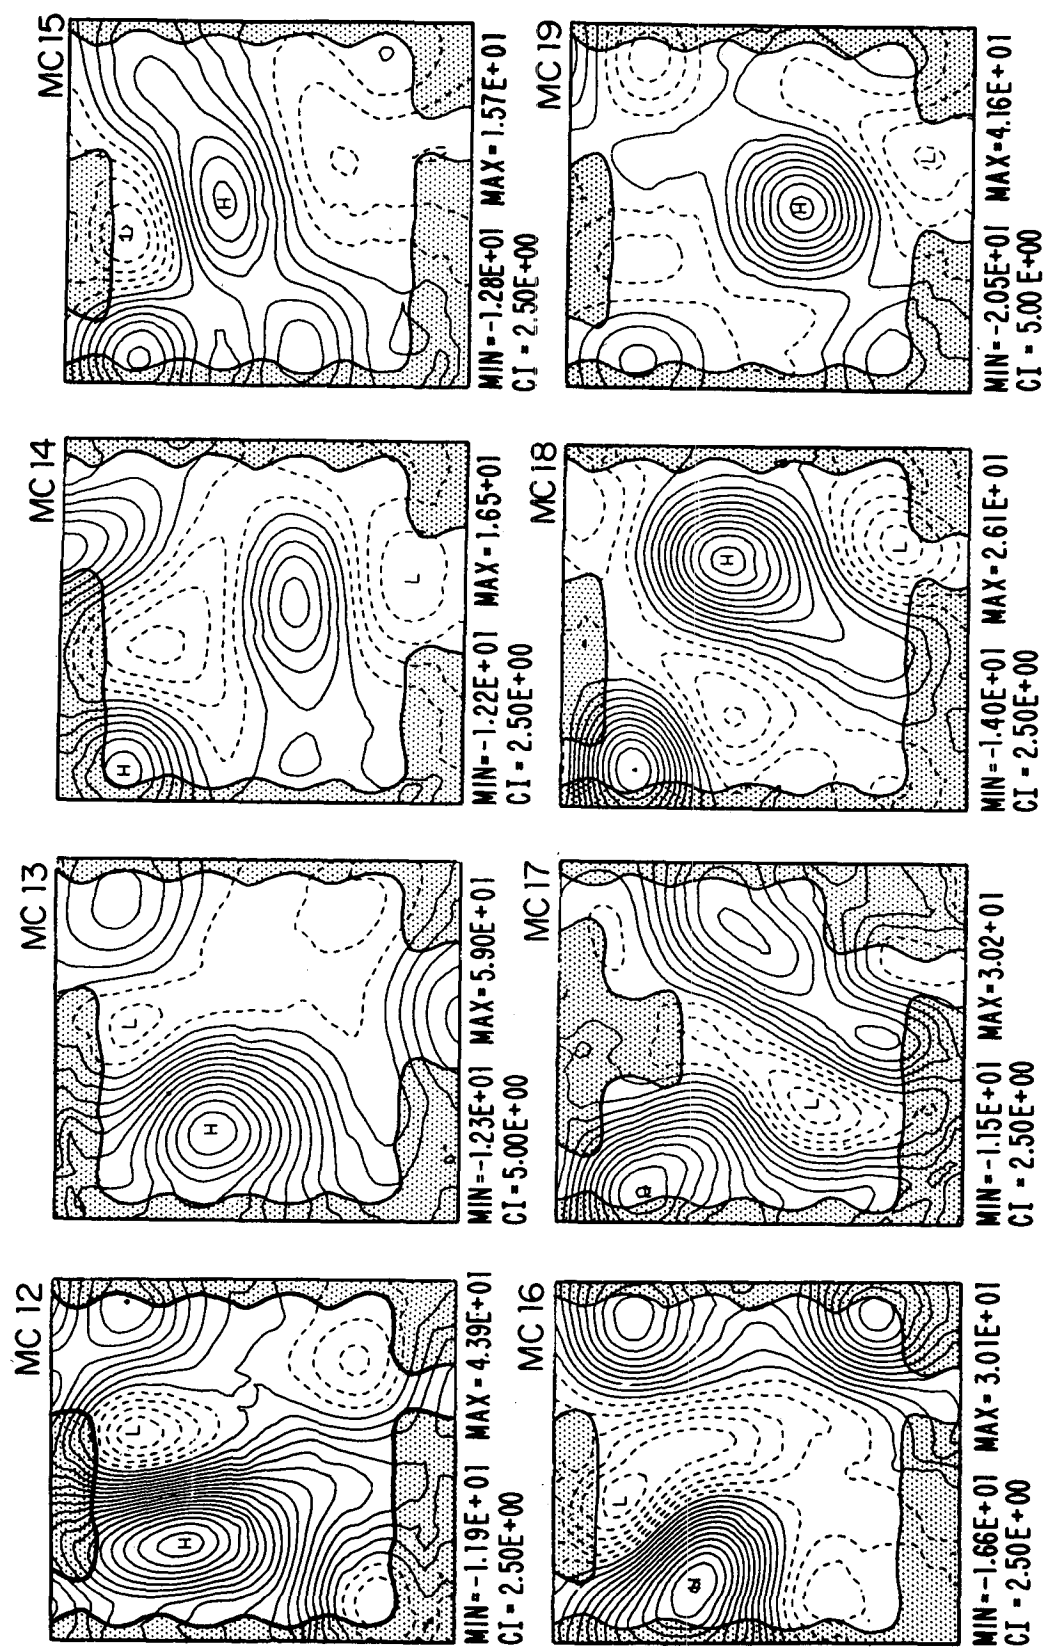 MC 12
L
H
MIN=-1.19E+01 MAX=4.39E+01
CI = 2.50E+00
MC 13
L
H
MIN=-1.23E+01 MAX=5.90E+01
CI = 5.00E+00
MC 14
H
L
MIN=-1.22E+01 MAX=1.65+01
CI = 2.50E+00
MC 15
H
MIN=-1.28E+01 MAX=1.57E+01
CI = 2.50E+00
MC 16
L
MIN=-1.66E+01 MAX=3.01E+01
CI = 2.50E+00
MC 17
L
MIN=-1.15E+01 MAX=3.02+01
CI = 2.50E+00
MC 18
H
L
MIN=-1.40E+01 MAX=2.61E+01
CI = 2.50E+00
MC 19
H
L
MIN=-2.05E+01 MAX=4.16E+01
CI = 5.00 E+00